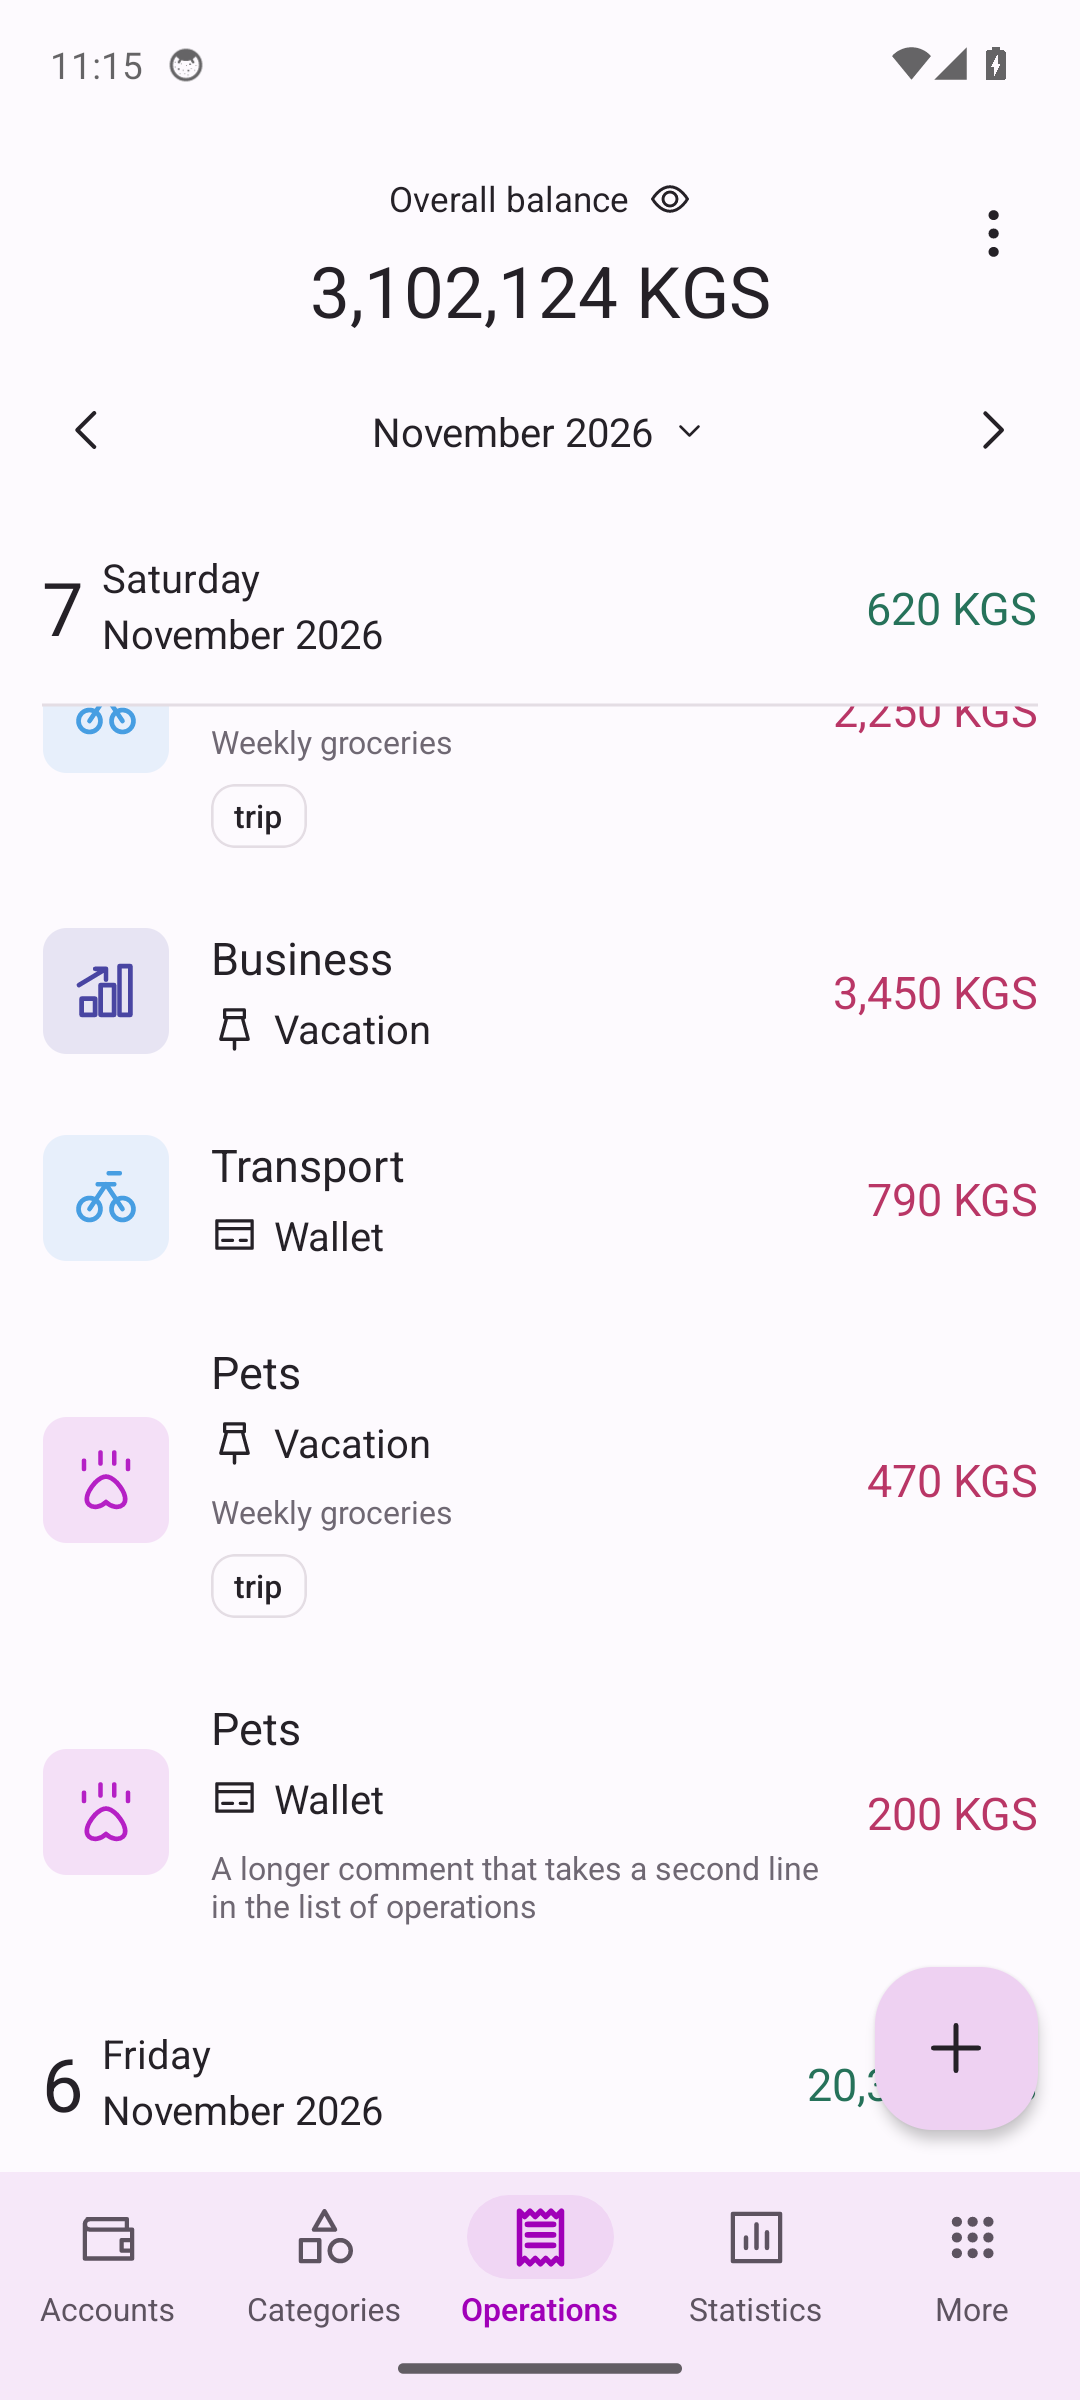 11:15
Overall balance
3,102,124 KGS
November 2026
7
Saturday
November 2026
620 KGS
2,250 KGS
Weekly groceries
trip
Business
Vacation
3,450 KGS
Transport
Wallet
790 KGS
Pets
Vacation
Weekly groceries
trip
470 KGS
Pets
Wallet
A longer comment that takes a second line
in the list of operations
200 KGS
6
Friday
November 2026
Accounts
Categories
Operations
Statistics
More